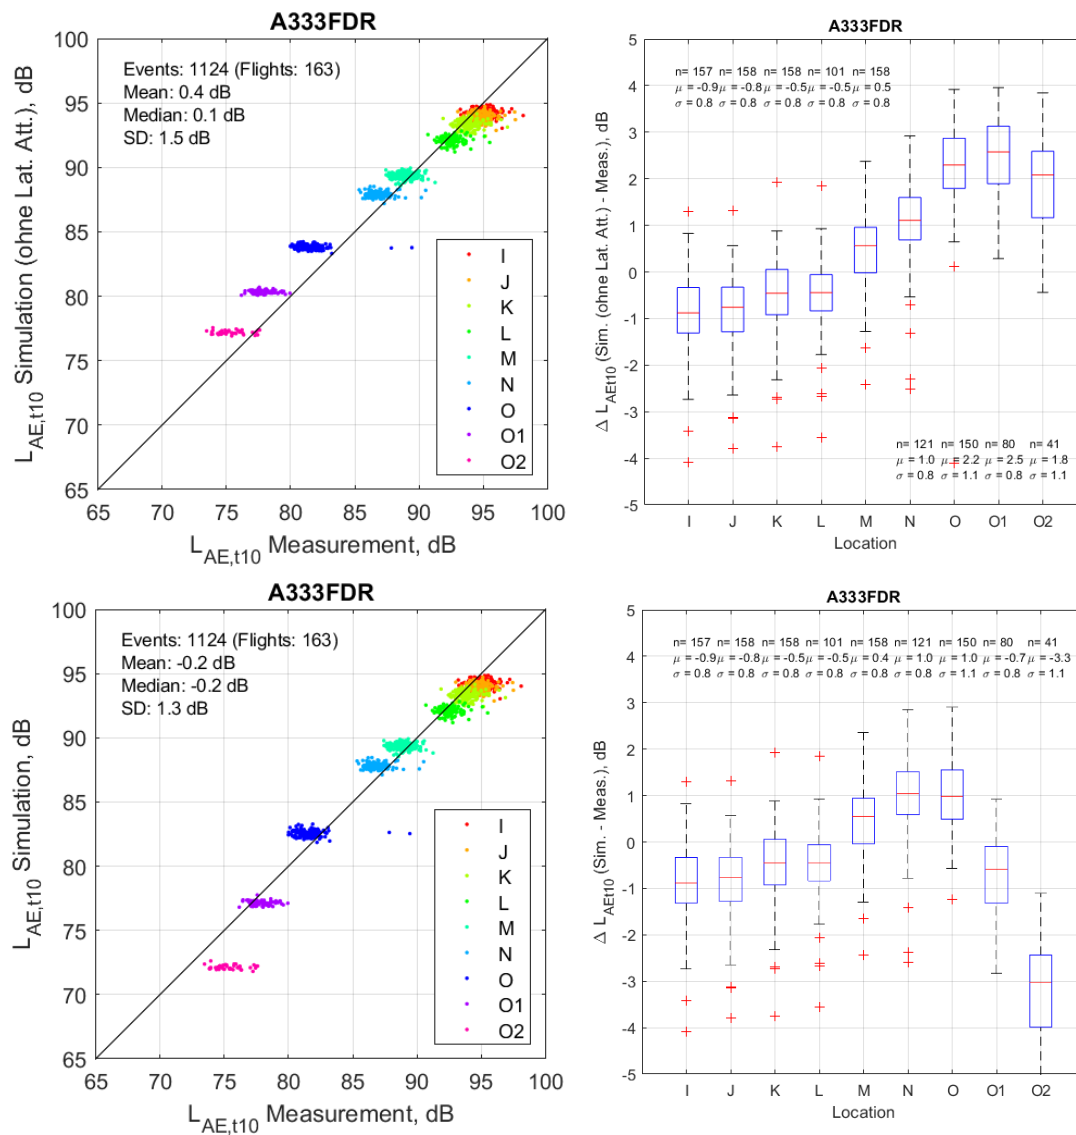 A333FDR
100
95
90
85
80
75
70
65
65
70
75
80
85
90
95
100
L_AE,t10 Simulation (ohne Lat. Att.), dB
L_AE,t10 Measurement, dB
Events: 1124 (Flights: 163)
Mean: 0.4 dB
Median: 0.1 dB
SD: 1.5 dB
I
J
K
L
M
N
O
O1
O2
A333FDR
5
4
3
2
1
0
-1
-2
-3
-4
-5
Δ L_AEt10 (Sim. (ohne Lat. Att.) - Meas.), dB
n= 157 n= 158 n= 158 n= 101 n= 158
μ = -0.9 μ = -0.8 μ = -0.5 μ = -0.5 μ = 0.5
σ = 0.8 σ = 0.8 σ = 0.8 σ = 0.8 σ = 0.8
n= 121 n= 150 n= 80 n= 41
μ = 1.0 μ = 2.2 μ = 2.5 μ = 1.8
σ = 0.8 σ = 1.1 σ = 0.8 σ = 1.1
I J K L M N O O1 O2
Location
A333FDR
100
95
90
85
80
75
70
65
65
70
75
80
85
90
95
100
L_AE,t10 Simulation, dB
L_AE,t10 Measurement, dB
Events: 1124 (Flights: 163)
Mean: -0.2 dB
Median: -0.2 dB
SD: 1.3 dB
I
J
K
L
M
N
O
O1
O2
A333FDR
5
4
3
2
1
0
-1
-2
-3
-4
-5
Δ L_AEt10 (Sim. - Meas.), dB
n= 157 n= 158 n= 158 n= 101 n= 158 n= 121 n= 150 n= 80 n= 41
μ = -0.9 μ = -0.8 μ = -0.5 μ = -0.5 μ = 0.4 μ = 1.0 μ = 1.0 μ = -0.7 μ = -3.3
σ = 0.8 σ = 0.8 σ = 0.8 σ = 0.8 σ = 0.8 σ = 0.8 σ = 1.1 σ = 0.8 σ = 1.1
I J K L M N O O1 O2
Location